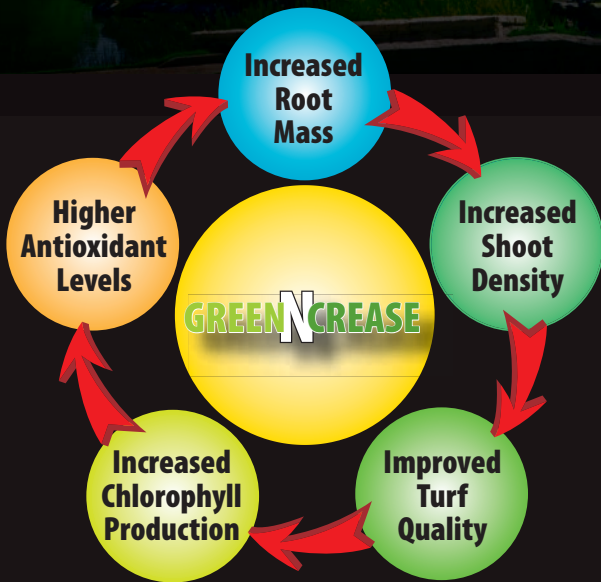 Increased
Root
Mass
Increased
Shoot
Density
Improved
Turf
Quality
Increased
Chlorophyll
Production
Higher
Antioxidant
Levels
GREENNCREASE